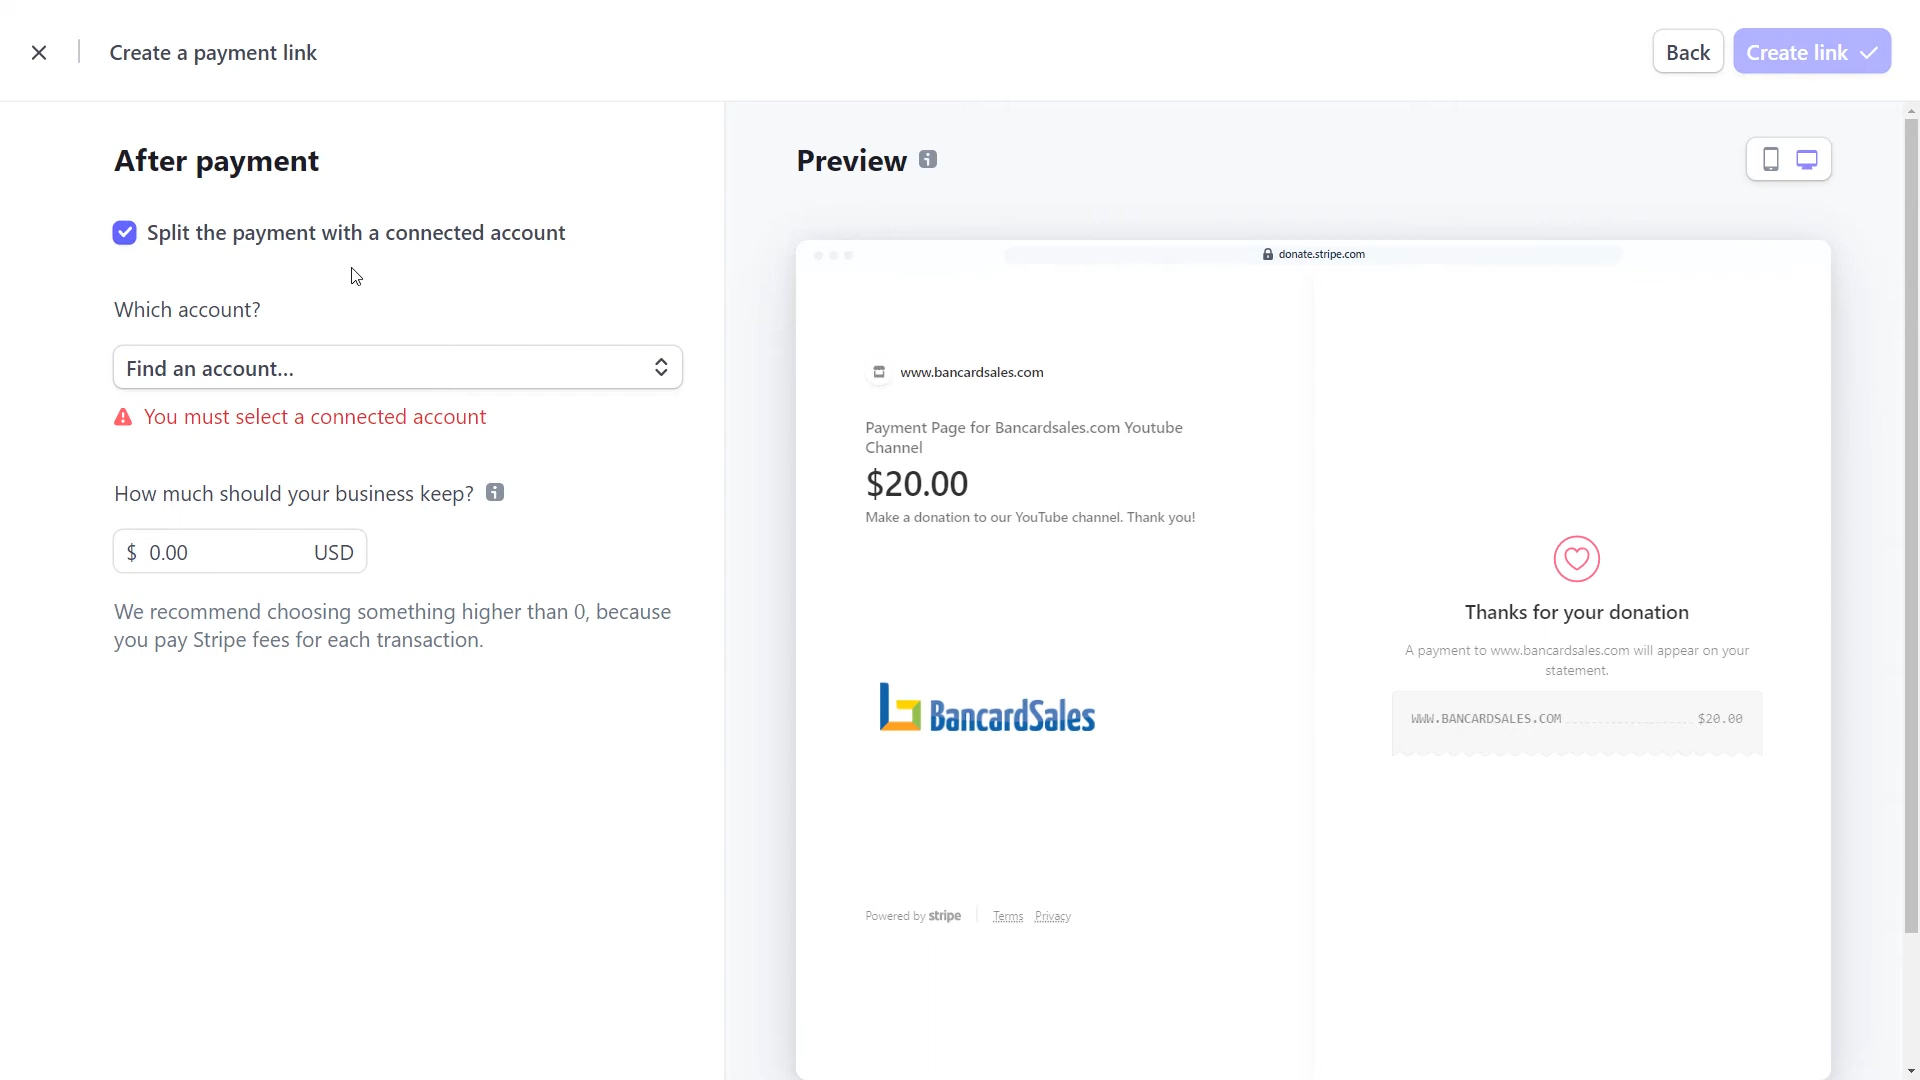 Create a payment link
Back
Create link
After payment
Split the payment with a connected account
Which account?
Find an account...
You must select a connected account
How much should your business keep?
$ 0.00 USD
We recommend choosing something higher than 0, because
you pay Stripe fees for each transaction.
Preview
donate.stripe.com
www.bancardsales.com
Payment Page for Bancardsales.com Youtube
Channel
$20.00
Make a donation to our YouTube channel. Thank you!
BancardSales
Powered by stripe
Terms Privacy
Thanks for your donation
A payment to www.bancardsales.com will appear on your
statement.
WWW.BANCARDSALES.COM $20.00